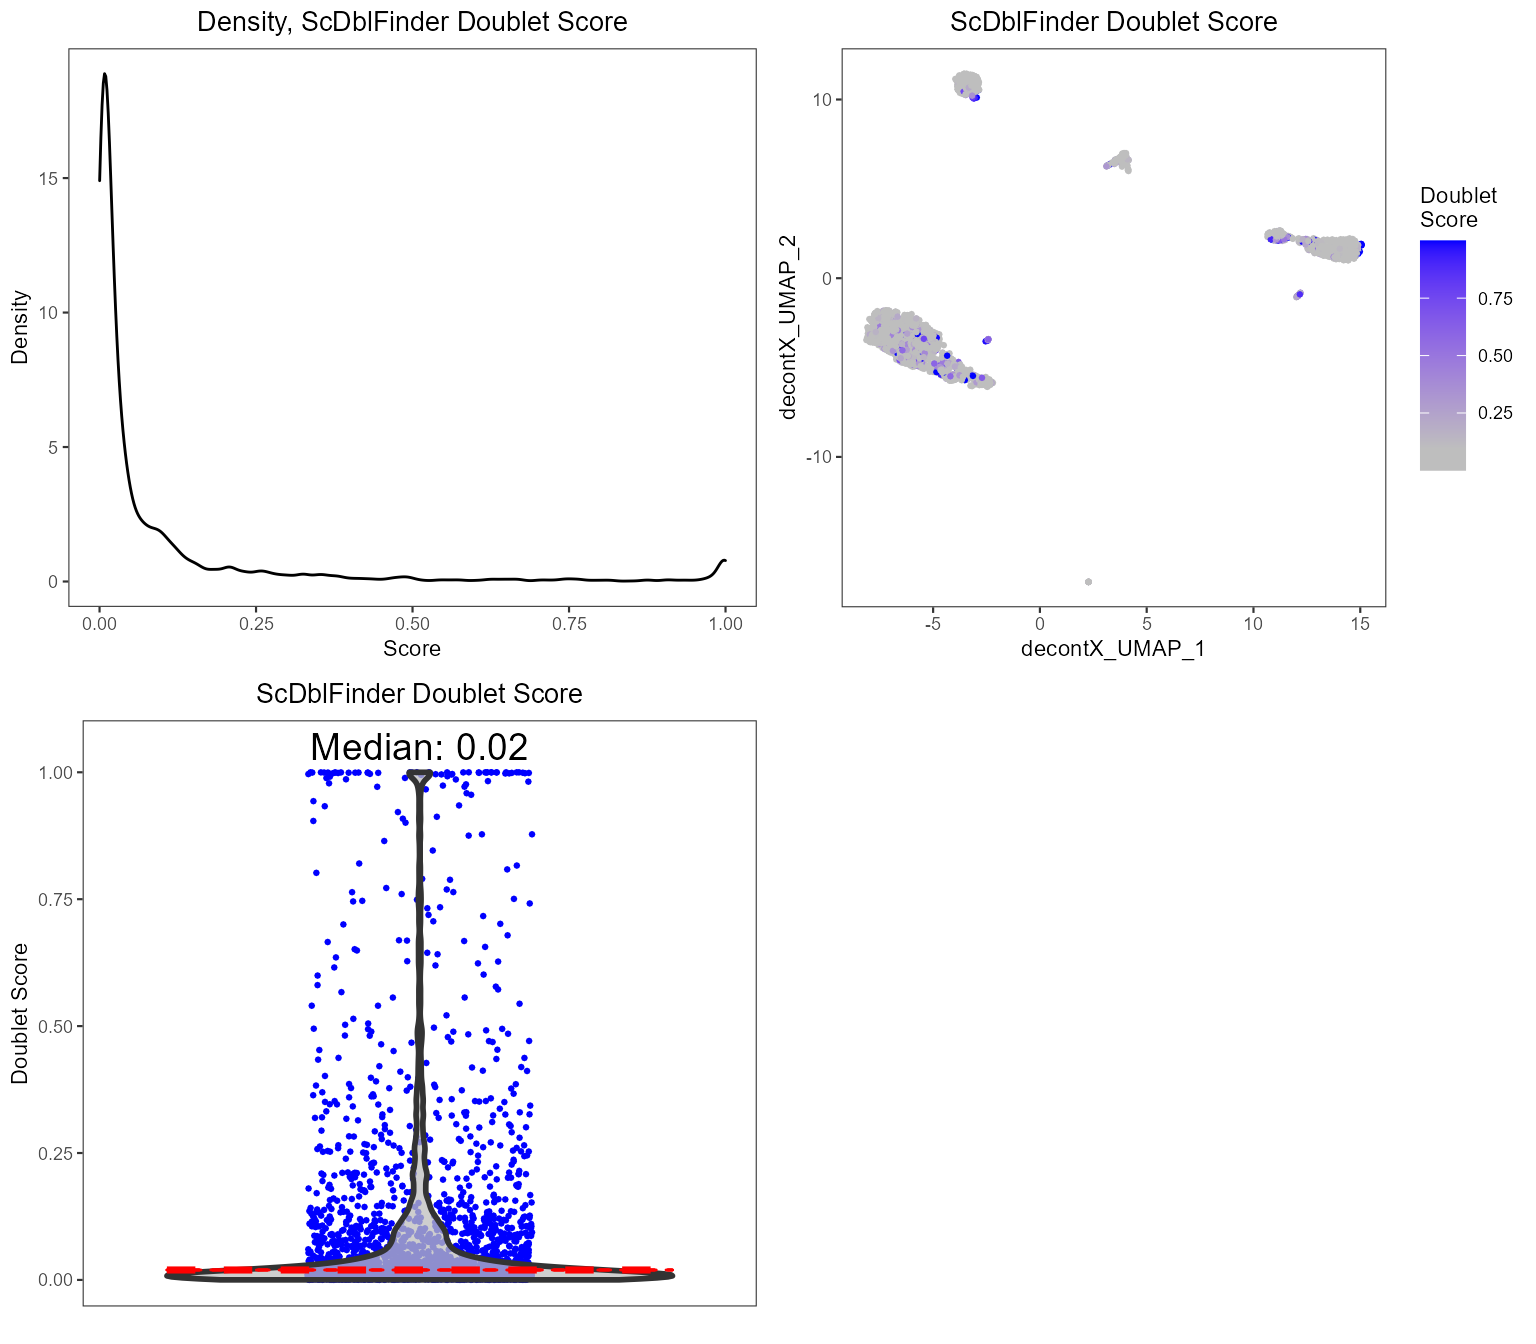 Density, ScDblFinder Doublet Score
15
10
5
0
Density
0.00 0.25 0.50 0.75 1.00
Score
ScDblFinder Doublet Score
10
0
-10
decontX_UMAP_2
-5 0 5 10 15
decontX_UMAP_1
Doublet
Score
0.75
0.50
0.25
ScDblFinder Doublet Score
Median: 0.02
1.00
0.75
0.50
0.25
0.00
Doublet Score